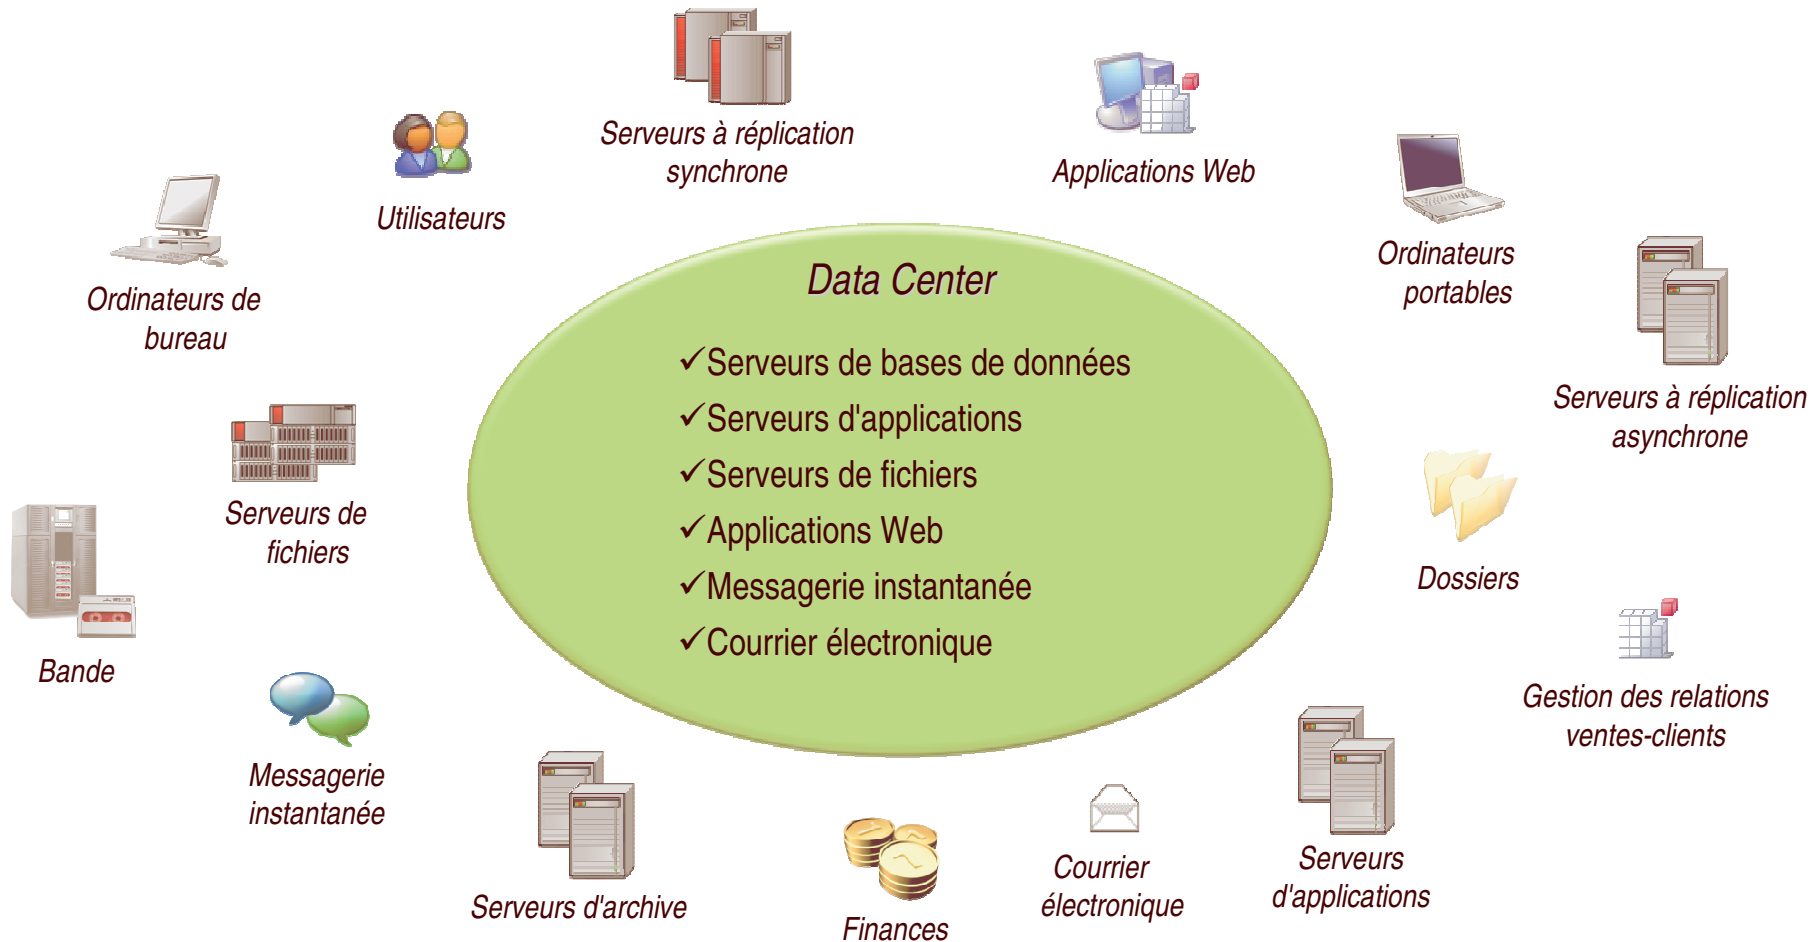 Serveurs à réplication
synchrone
Applications Web
Utilisateurs
Ordinateurs
portables
Ordinateurs de
bureau
Data Center
✓Serveurs de bases de données
✓Serveurs d'applications
✓Serveurs de fichiers
✓Applications Web
✓Messagerie instantanée
✓Courrier électronique
Serveurs à réplication
asynchrone
Serveurs de
fichiers
Dossiers
Bande
Gestion des relations
ventes-clients
Messagerie
instantanée
Serveurs d'archive
Finances
Courrier
électronique
Serveurs
d'applications